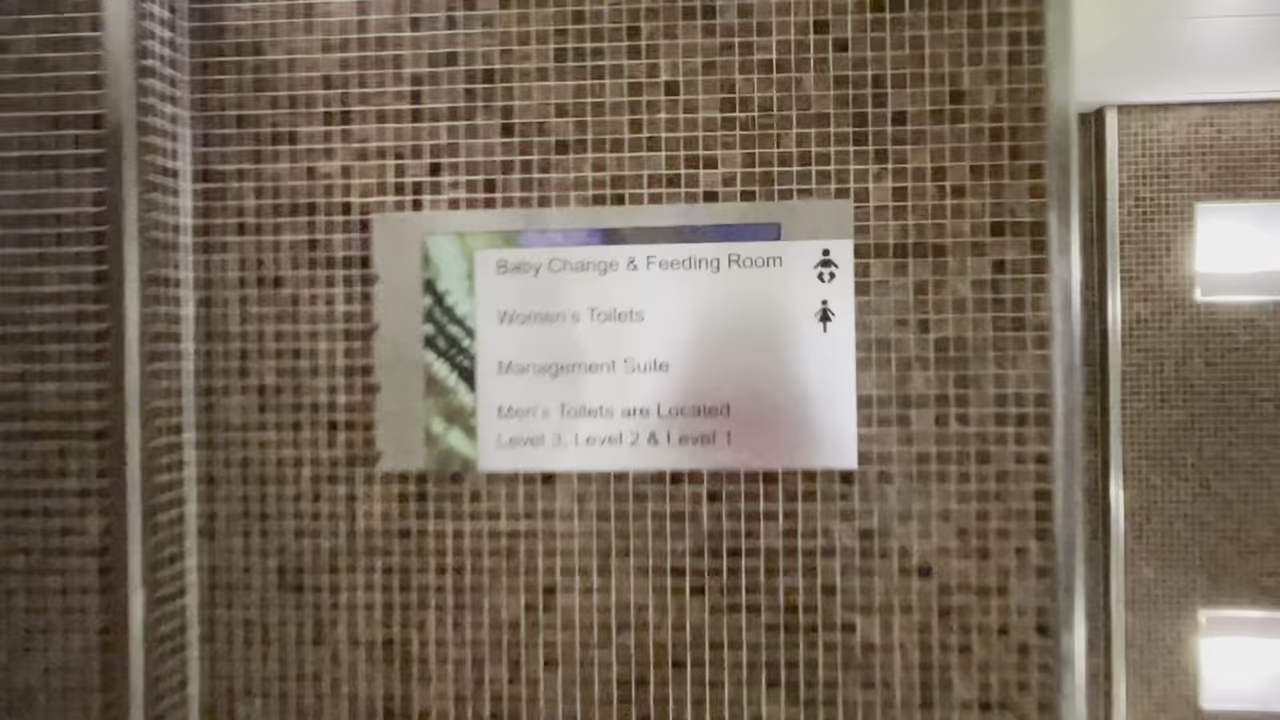 Baby Change & Feeding Room
Women's Toilets
Management Suite
Men's Toilets are Located
Level 3, Level 2 & Level 1